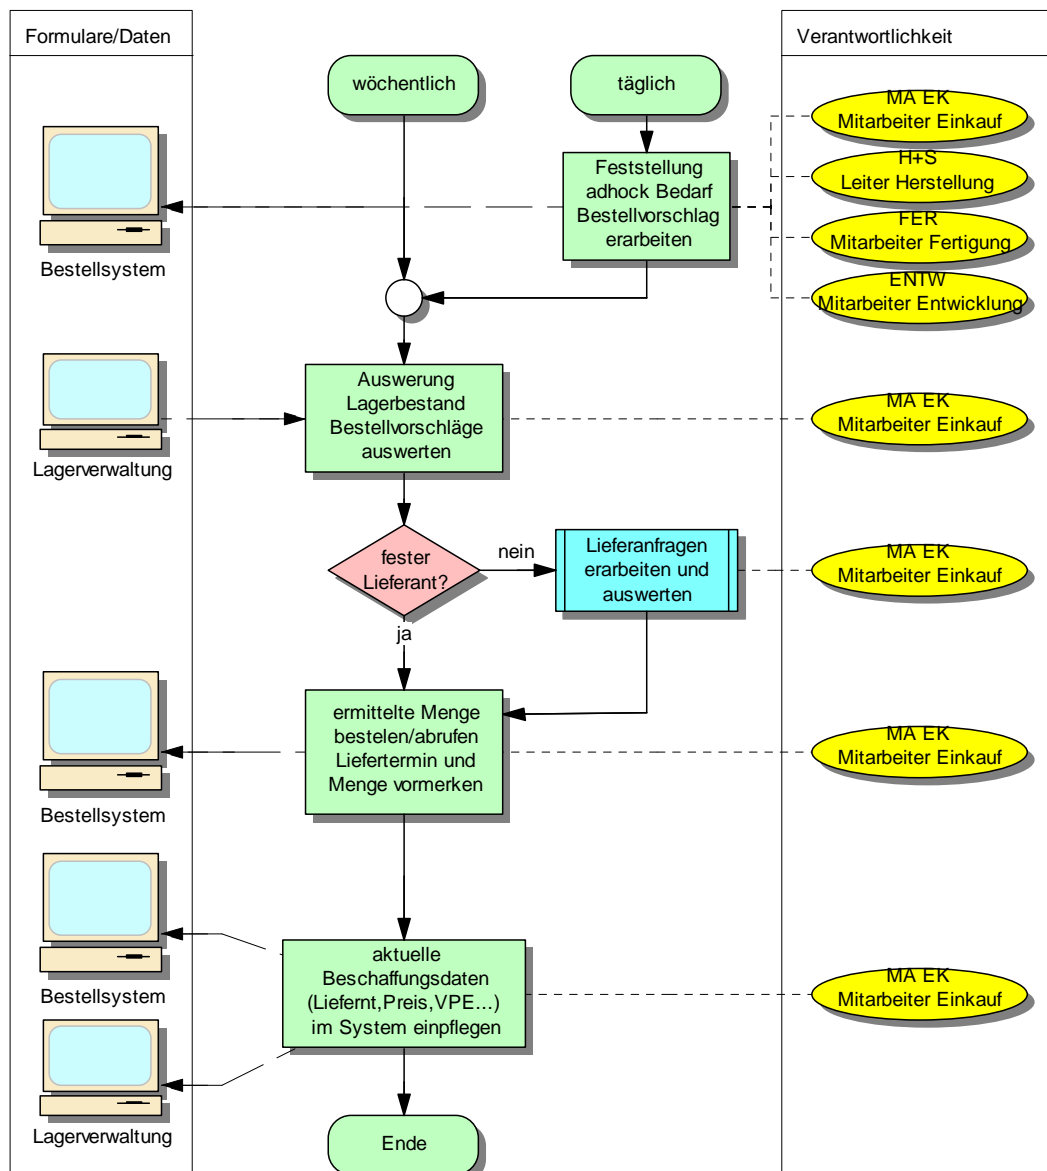 Formulare/Daten
Verantwortlichkeit
wöchentlich
täglich
MA EK
Mitarbeiter Einkauf
Feststellung
adhock Bedarf
Bestellvorschlag
erarbeiten
H+S
Leiter Herstellung
FER
Mitarbeiter Fertigung
Bestellsystem
ENTW
Mitarbeiter Entwicklung
Auswerung
Lagerbestand
Bestellvorschläge
auswerten
MA EK
Mitarbeiter Einkauf
Lagerverwaltung
fester
Lieferant?
nein
ja
Lieferanfragen
erarbeiten und
auswerten
MA EK
Mitarbeiter Einkauf
ermittelte Menge
bestelen/abrufen
Liefertermin und
Menge vormerken
MA EK
Mitarbeiter Einkauf
Bestellsystem
aktuelle
Beschaffungsdaten
(Liefernt,Preis,VPE...)
im System einpflegen
MA EK
Mitarbeiter Einkauf
Bestellsystem
Lagerverwaltung
Ende